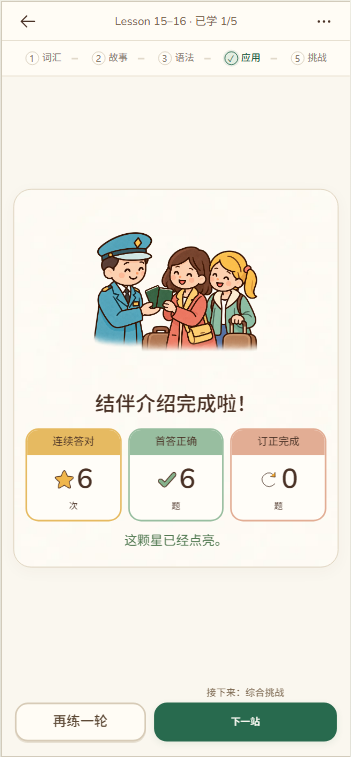 Lesson 15–16 · 已学 1/5
1 词汇 – 2 故事 – 3 语法 – ✓ 应用 – 5 挑战
结伴介绍完成啦！
连续答对 首答正确 订正完成
6 6 0
次 题 题
这颗星已经点亮。
接下来：综合挑战
再练一轮 下一站